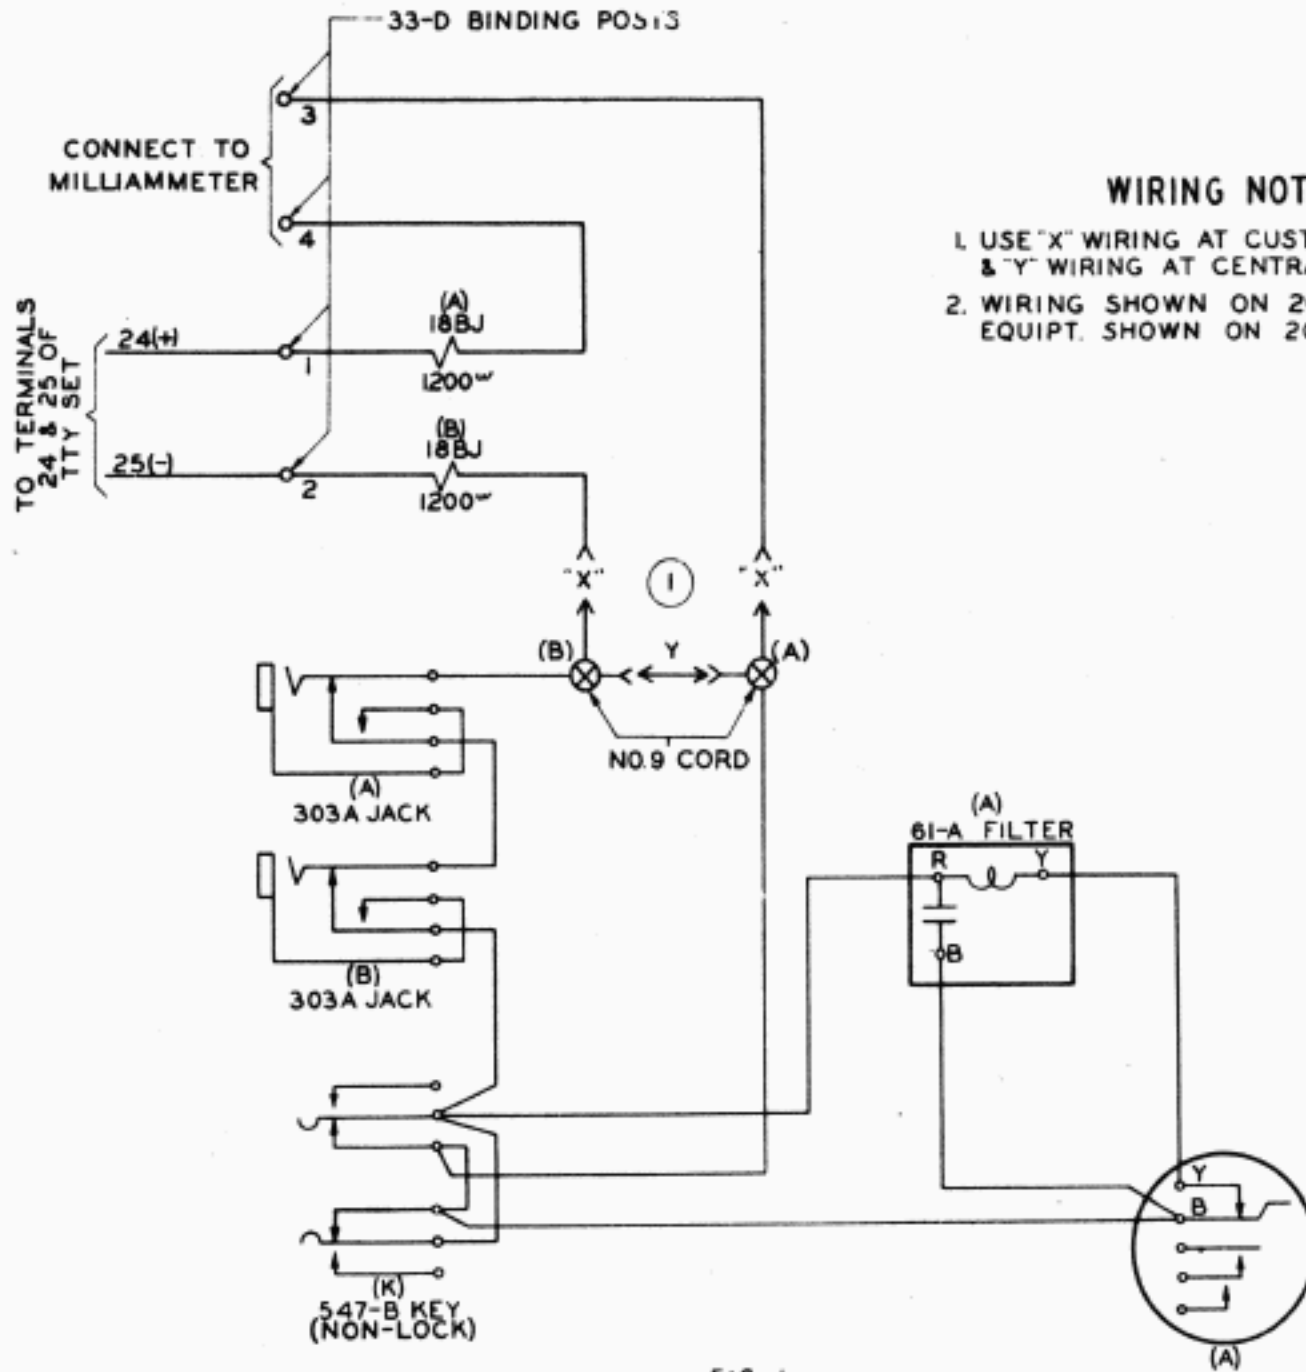 33-D BINDING POSTS
3
CONNECT TO
MILLIAMMETER
4
WIRING NOT
1. USE "X" WIRING AT CUST
& "Y" WIRING AT CENTRA
2. WIRING SHOWN ON 2
EQUIPT. SHOWN ON 2
TO TERMINALS
24 & 25 OF
TTY SET
24(+)
1
(A)
18BJ
1200ω
25(-)
2
(B)
18BJ
1200ω
"X"
1
"X"
(B)
Y
(A)
NO.9 CORD
(A)
303A JACK
(A)
61-A FILTER
R
Y
B
(B)
303A JACK
Y
B
(K)
547-B KEY
(NON-LOCK)
(A)